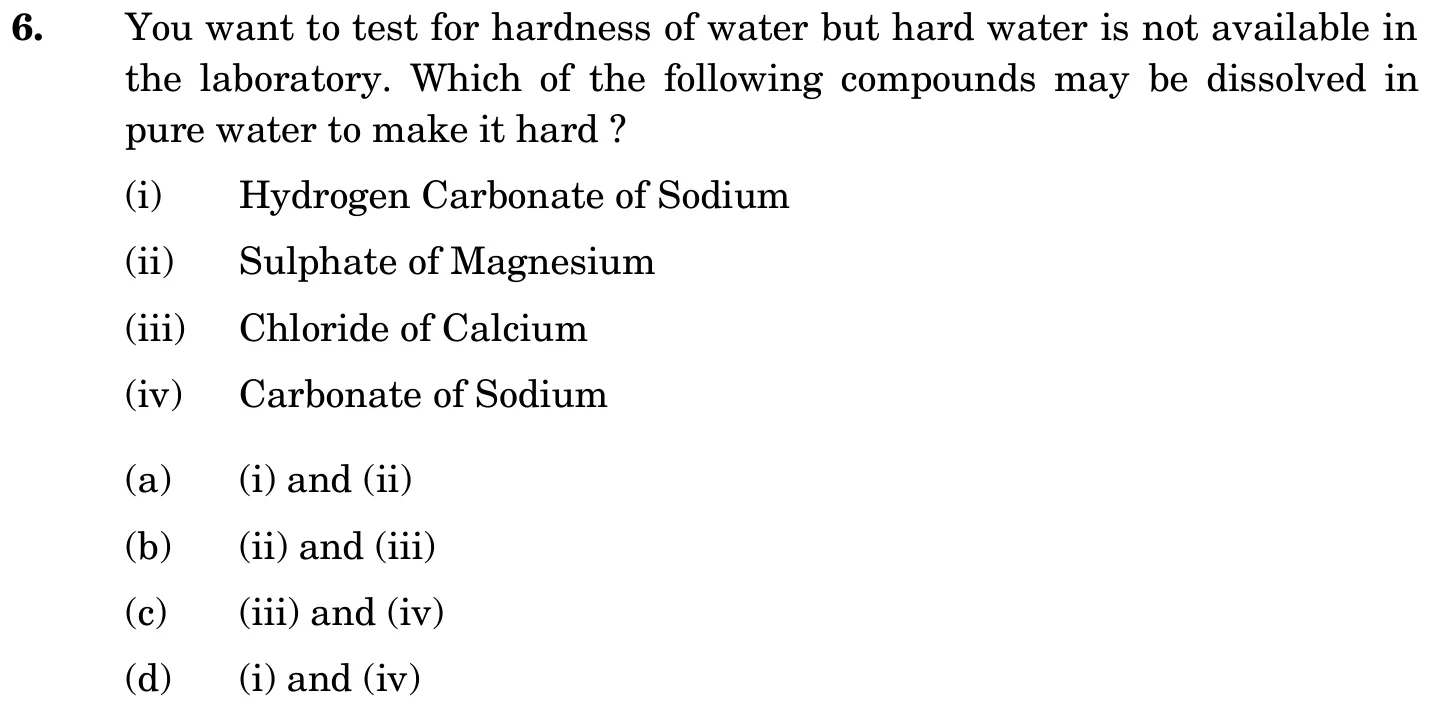 6. You want to test for hardness of water but hard water is not available in
the laboratory. Which of the following compounds may be dissolved in
pure water to make it hard ?
(i) Hydrogen Carbonate of Sodium
(ii) Sulphate of Magnesium
(iii) Chloride of Calcium
(iv) Carbonate of Sodium
(a) (i) and (ii)
(b) (ii) and (iii)
(c) (iii) and (iv)
(d) (i) and (iv)